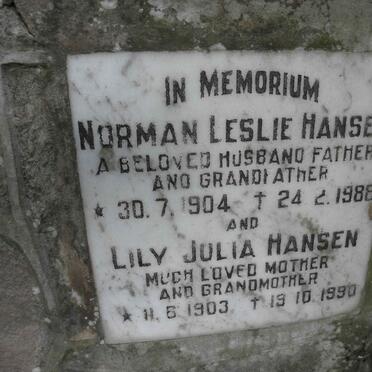 IN MEMORIUM
NORMAN LESLIE HANSE
A BELOVED HUSBAND FATHER
AND GRANDFATHER
* 30.7.1904 † 24 2.1988
AND
LILY JULIA HANSEN
MUCH LOVED MOTHER
AND GRANDMOTHER
* 11.6 1903 † 19 10.1990